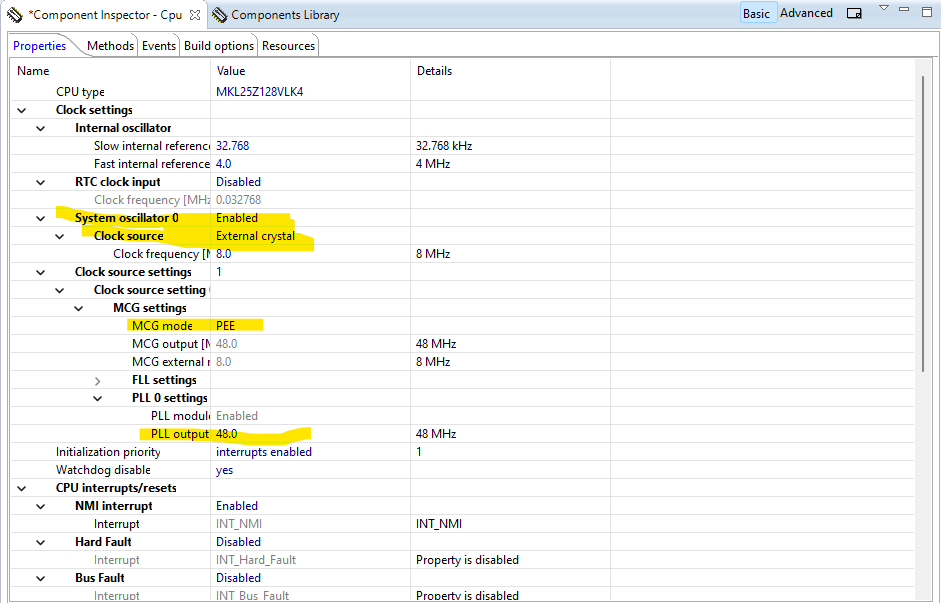 *Component Inspector - Cpu Components Library Basic Advanced
Properties Methods Events Build options Resources
Name Value Details
CPU type MKL25Z128VLK4
Clock settings
Internal oscillator
Slow internal reference 32.768 32.768 kHz
Fast internal reference 4.0 4 MHz
RTC clock input Disabled
Clock frequency [MHz 0.032768
System oscillator 0 Enabled
Clock source External crystal
Clock frequency [M 8.0 8 MHz
Clock source settings 1
Clock source setting
MCG settings
MCG mode PEE
MCG output [M 48.0 48 MHz
MCG external r 8.0 8 MHz
FLL settings
PLL 0 settings
PLL module Enabled
PLL output 48.0 48 MHz
Initialization priority interrupts enabled 1
Watchdog disable yes
CPU interrupts/resets
NMI interrupt Enabled
Interrupt INT_NMI INT_NMI
Hard Fault Disabled
Interrupt INT_Hard_Fault Property is disabled
Bus Fault Disabled
Interrupt INT_Bus_Fault Property is disabled